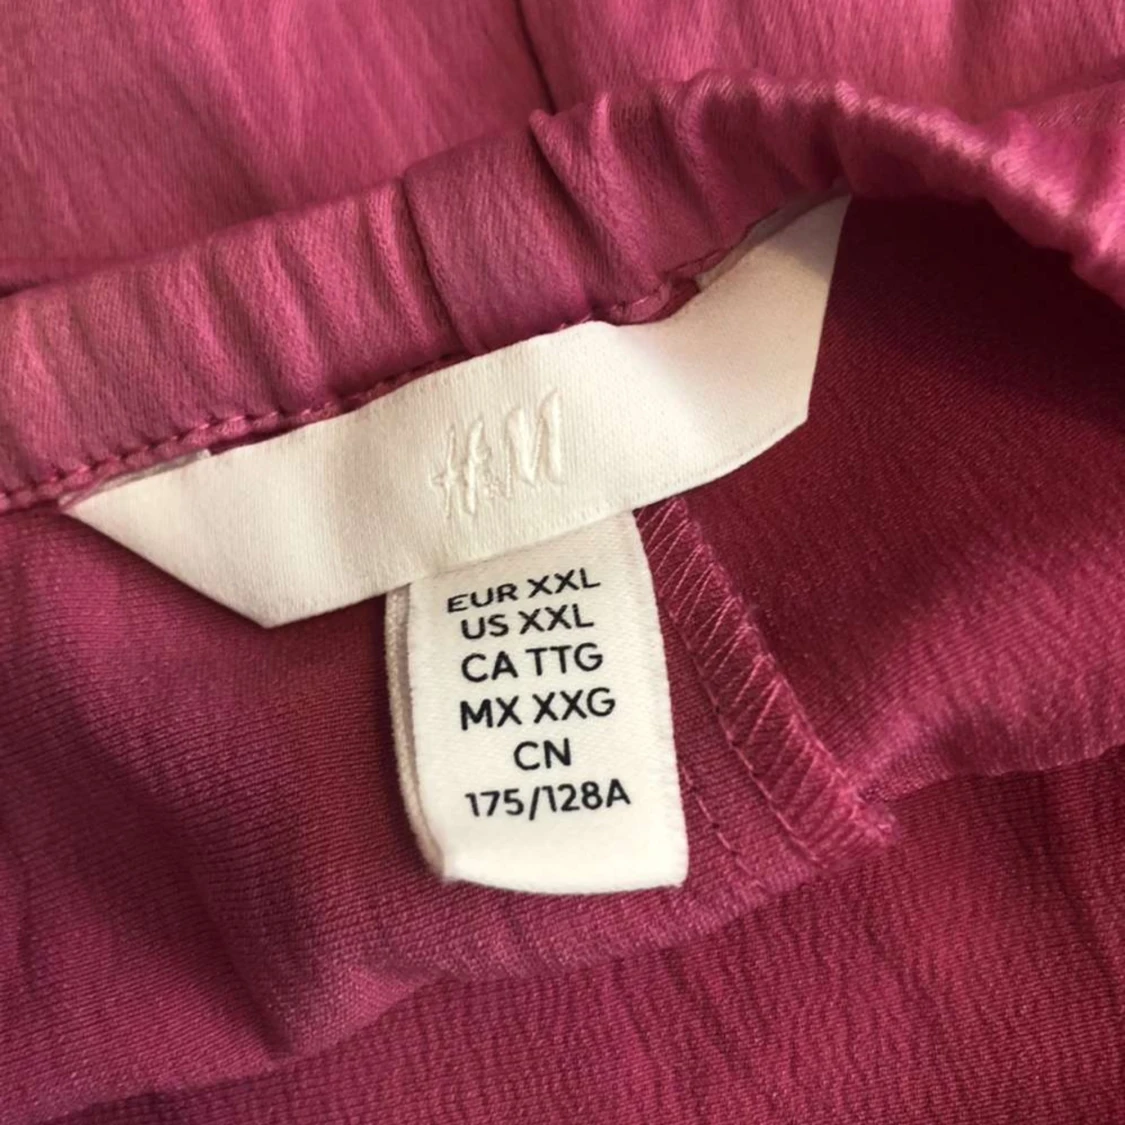 H&M
EUR XXL
US XXL
CA TTG
MX XXG
CN
175/128A